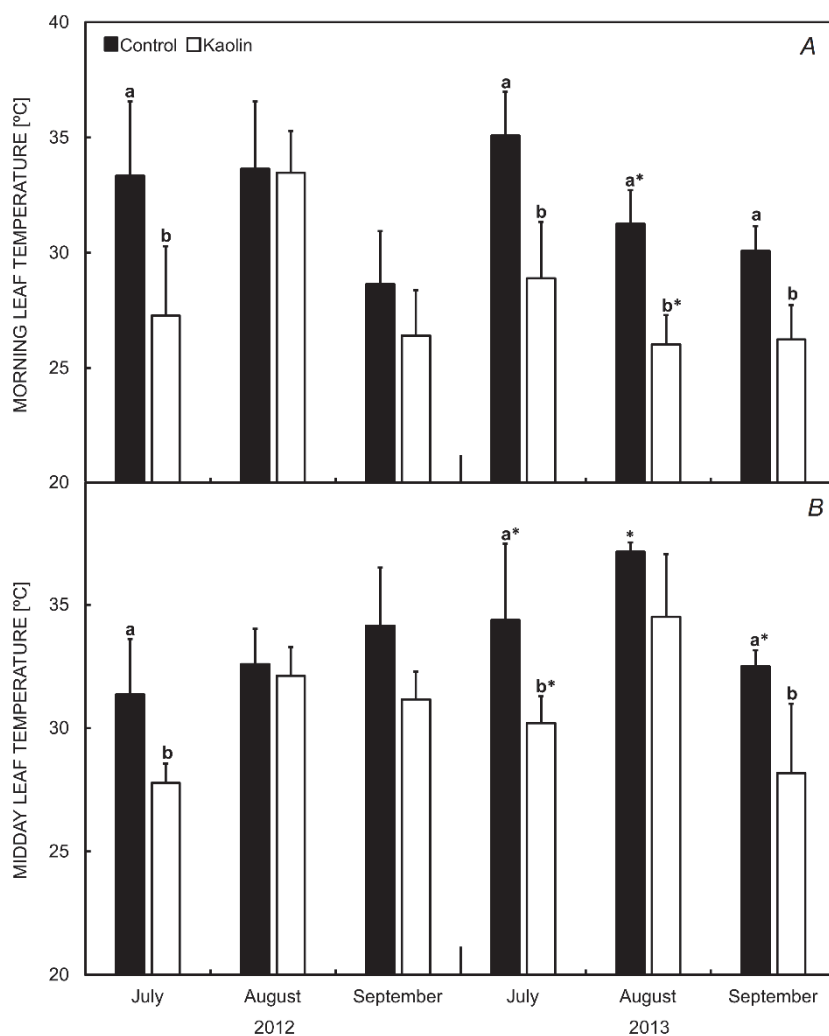 40
Control Kaolin
A
a
a
35
b
a*
a
b
30
b*
b
25
20
MORNING LEAF TEMPERATURE [ºC]
B
a*
*
35
a
a*
b*
b
b
30
25
20
MIDDAY LEAF TEMPERATURE [ºC]
July August September July August September
2012 2013